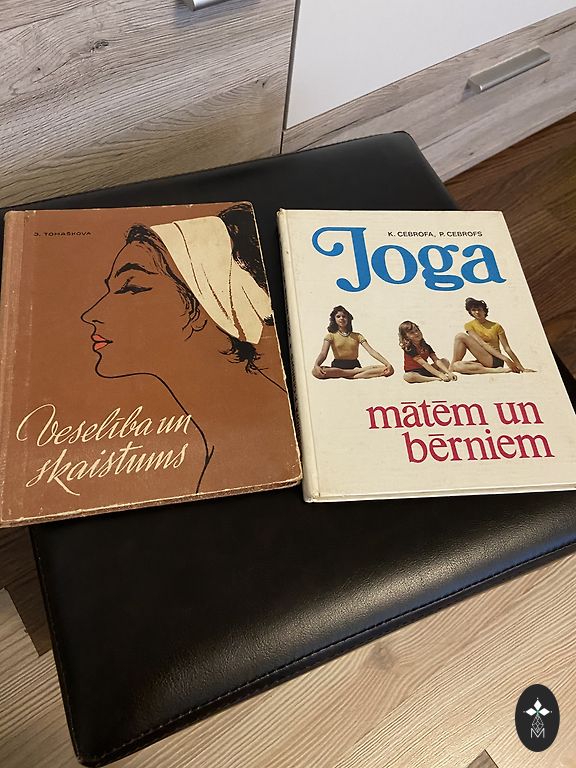 J. TOMAŠKOVA
Veselība un
skaistums
K. CEBROFA, P. CEBROFS
Joga
mātēm un
bērniem
M